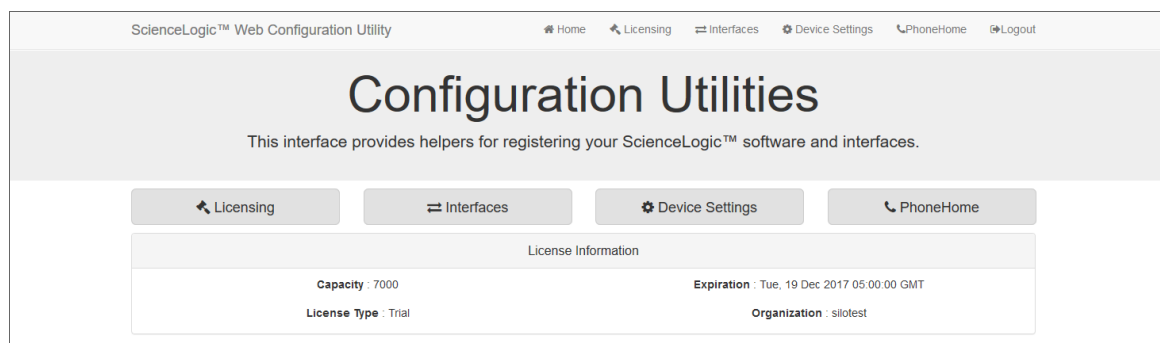 ScienceLogic™ Web Configuration Utility Home Licensing Interfaces Device Settings PhoneHome Logout
Configuration Utilities
This interface provides helpers for registering your ScienceLogic™ software and interfaces.
Licensing Interfaces Device Settings PhoneHome
License Information
Capacity : 7000 Expiration : Tue, 19 Dec 2017 05:00:00 GMT
License Type : Trial Organization : silotest